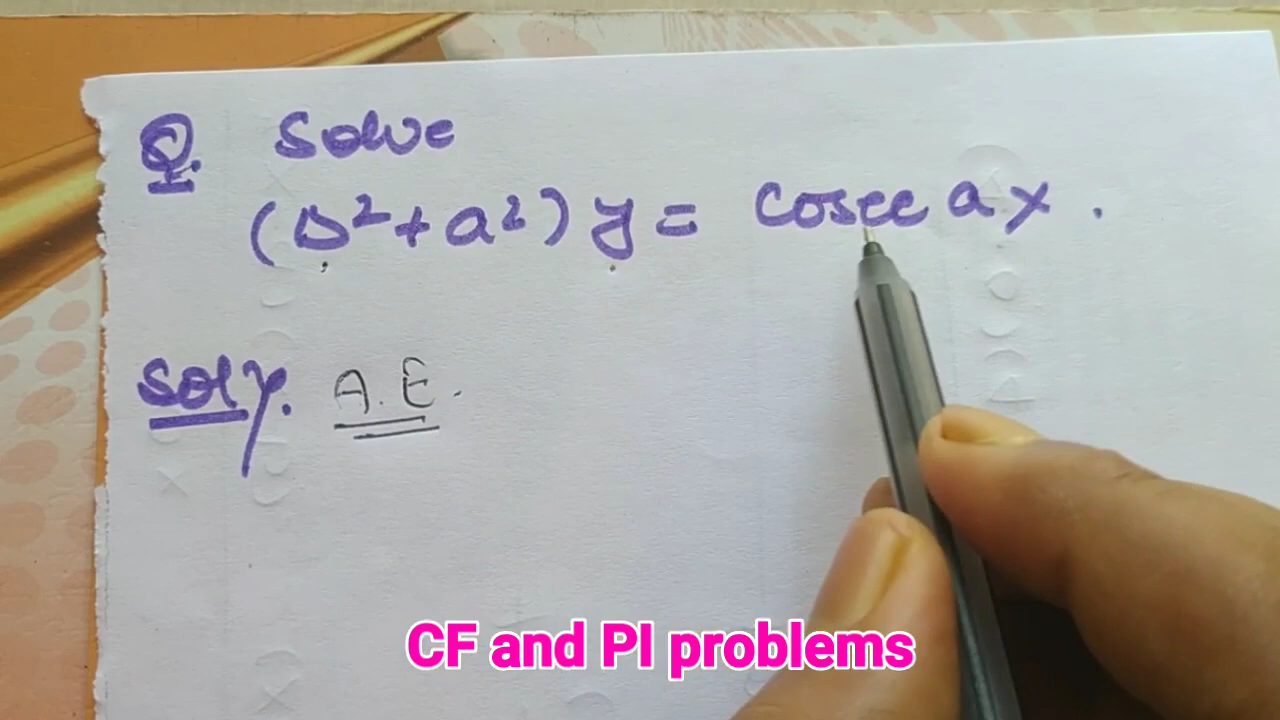 Q. Solve
(D²+a²)y = cosec ax.
Solⁿ. A.E.
CF and PI problems